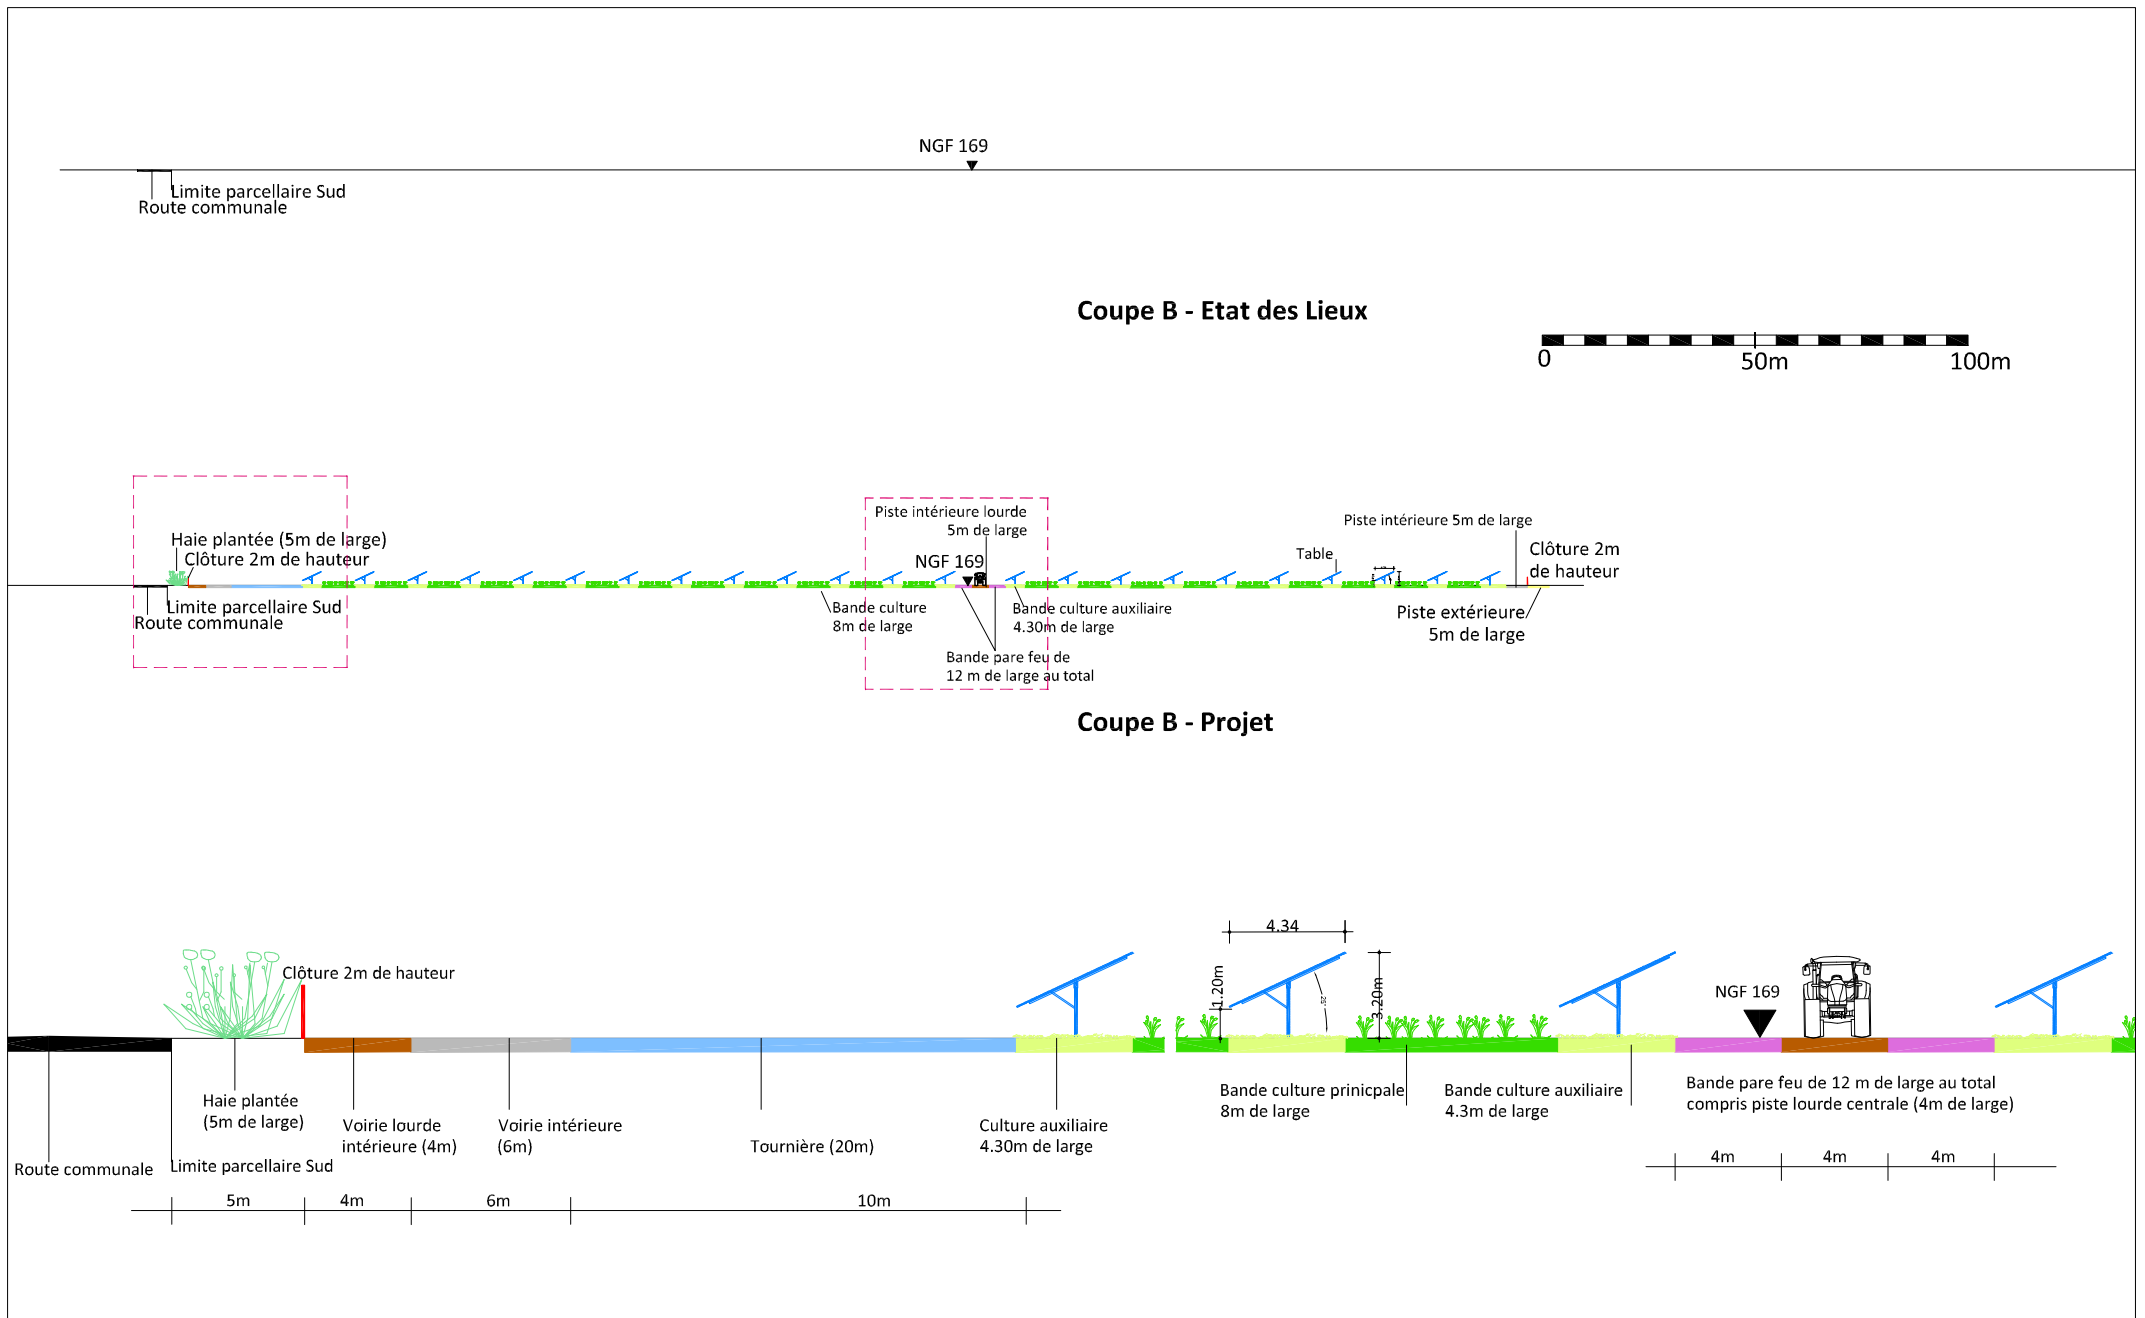 NGF 169
Limite parcellaire Sud
Route communale
Coupe B - Etat des Lieux
0
50m
100m
Piste intérieure lourde
5m de large
Piste intérieure 5m de large
Haie plantée (5m de large)
Clôture 2m de hauteur
NGF 169
Table
Clôture 2m
de hauteur
Limite parcellaire Sud
Route communale
Bande culture
8m de large
Bande culture auxiliaire
4.30m de large
Piste extérieure
5m de large
Bande pare feu de
12 m de large au total
Coupe B - Projet
4.34
Clôture 2m de hauteur
1.20m
25°
3.20m
NGF 169
Haie plantée
(5m de large)
Voirie lourde
intérieure (4m)
Voirie intérieure
(6m)
Tournière (20m)
Culture auxiliaire
4.30m de large
Bande culture prinicpale
8m de large
Bande culture auxiliaire
4.3m de large
Bande pare feu de 12 m de large au total
compris piste lourde centrale (4m de large)
Route communale
Limite parcellaire Sud
4m
4m
4m
5m
4m
6m
10m